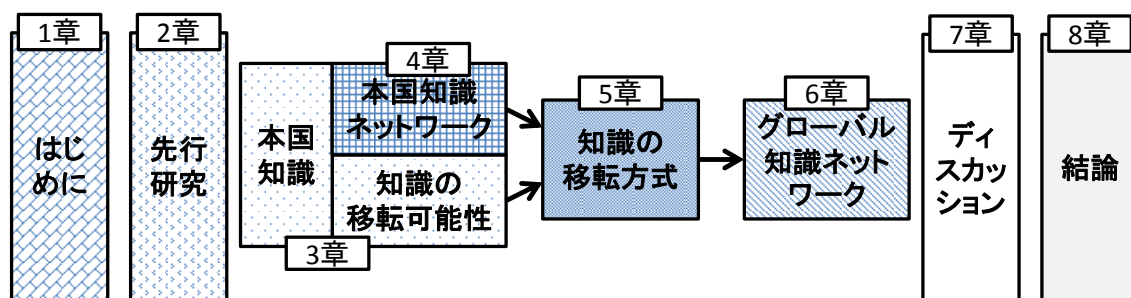 1章
はじ
めに
2章
先行
研究
本国
知識
3章
4章
本国知識
ネットワーク
知識の
移転可能性
5章
知識の
移転方式
6章
グローバル
知識ネット
ワーク
7章
ディ
スカッ
ション
8章
結論